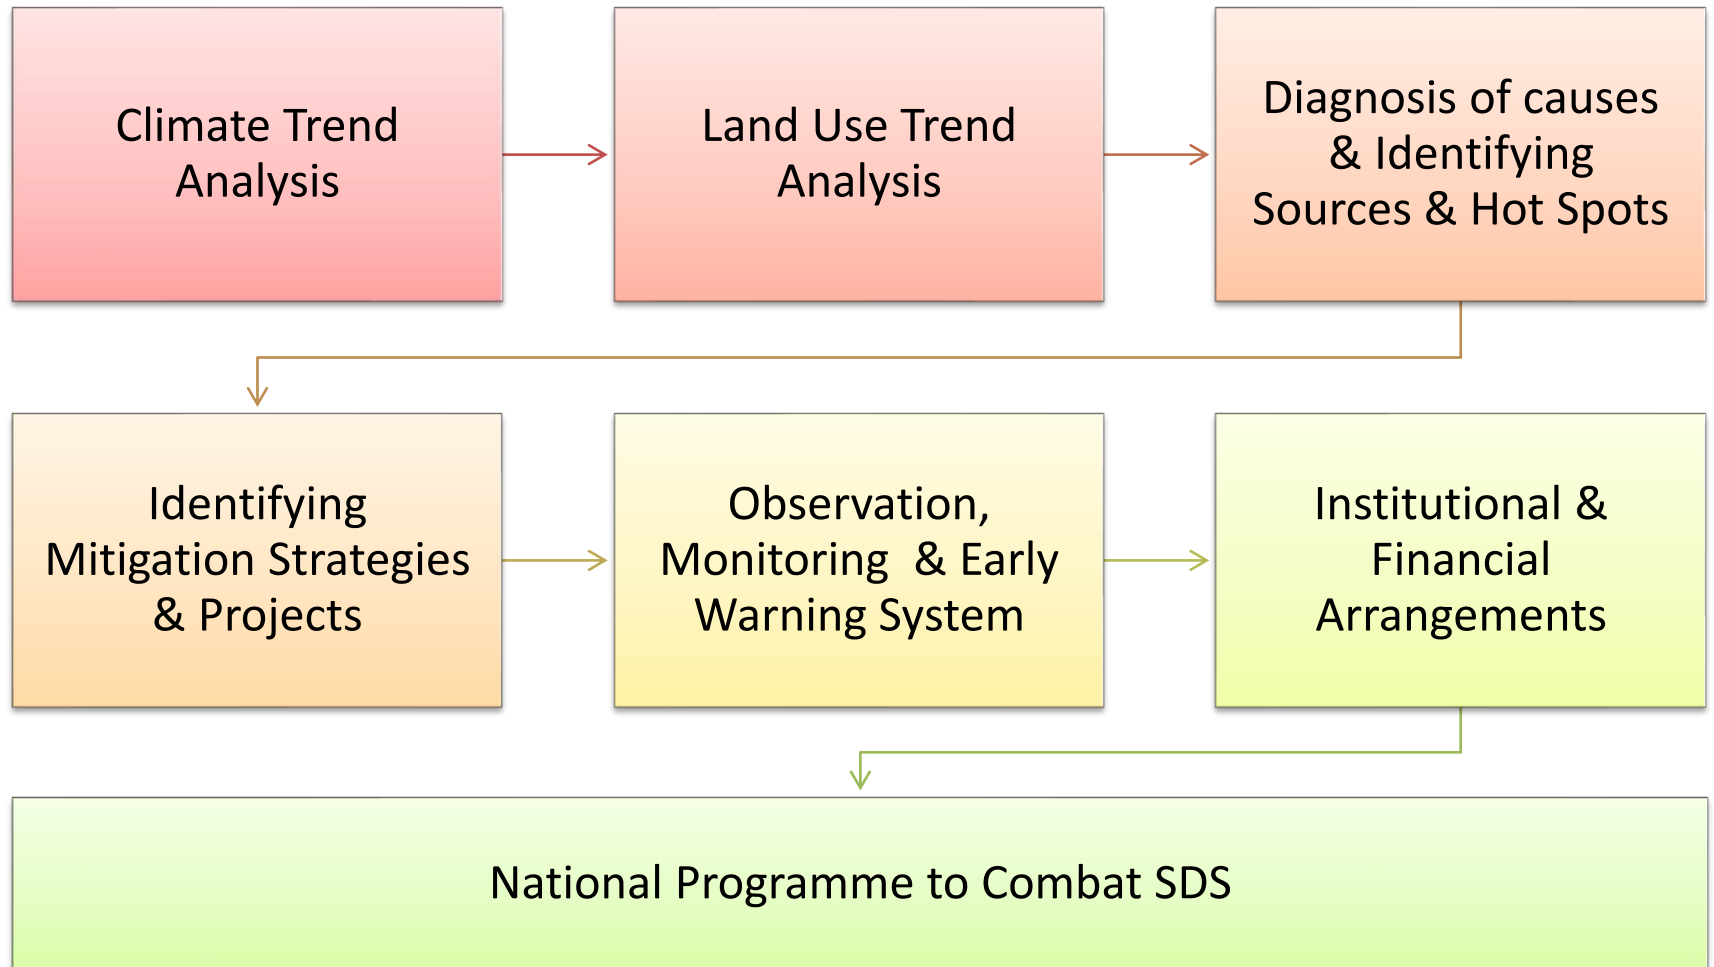 Climate Trend
Analysis
Land Use Trend
Analysis
Diagnosis of causes
& Identifying
Sources & Hot Spots
Identifying
Mitigation Strategies
& Projects
Observation,
Monitoring  & Early
Warning System
Institutional &
Financial
Arrangements
National Programme to Combat SDS